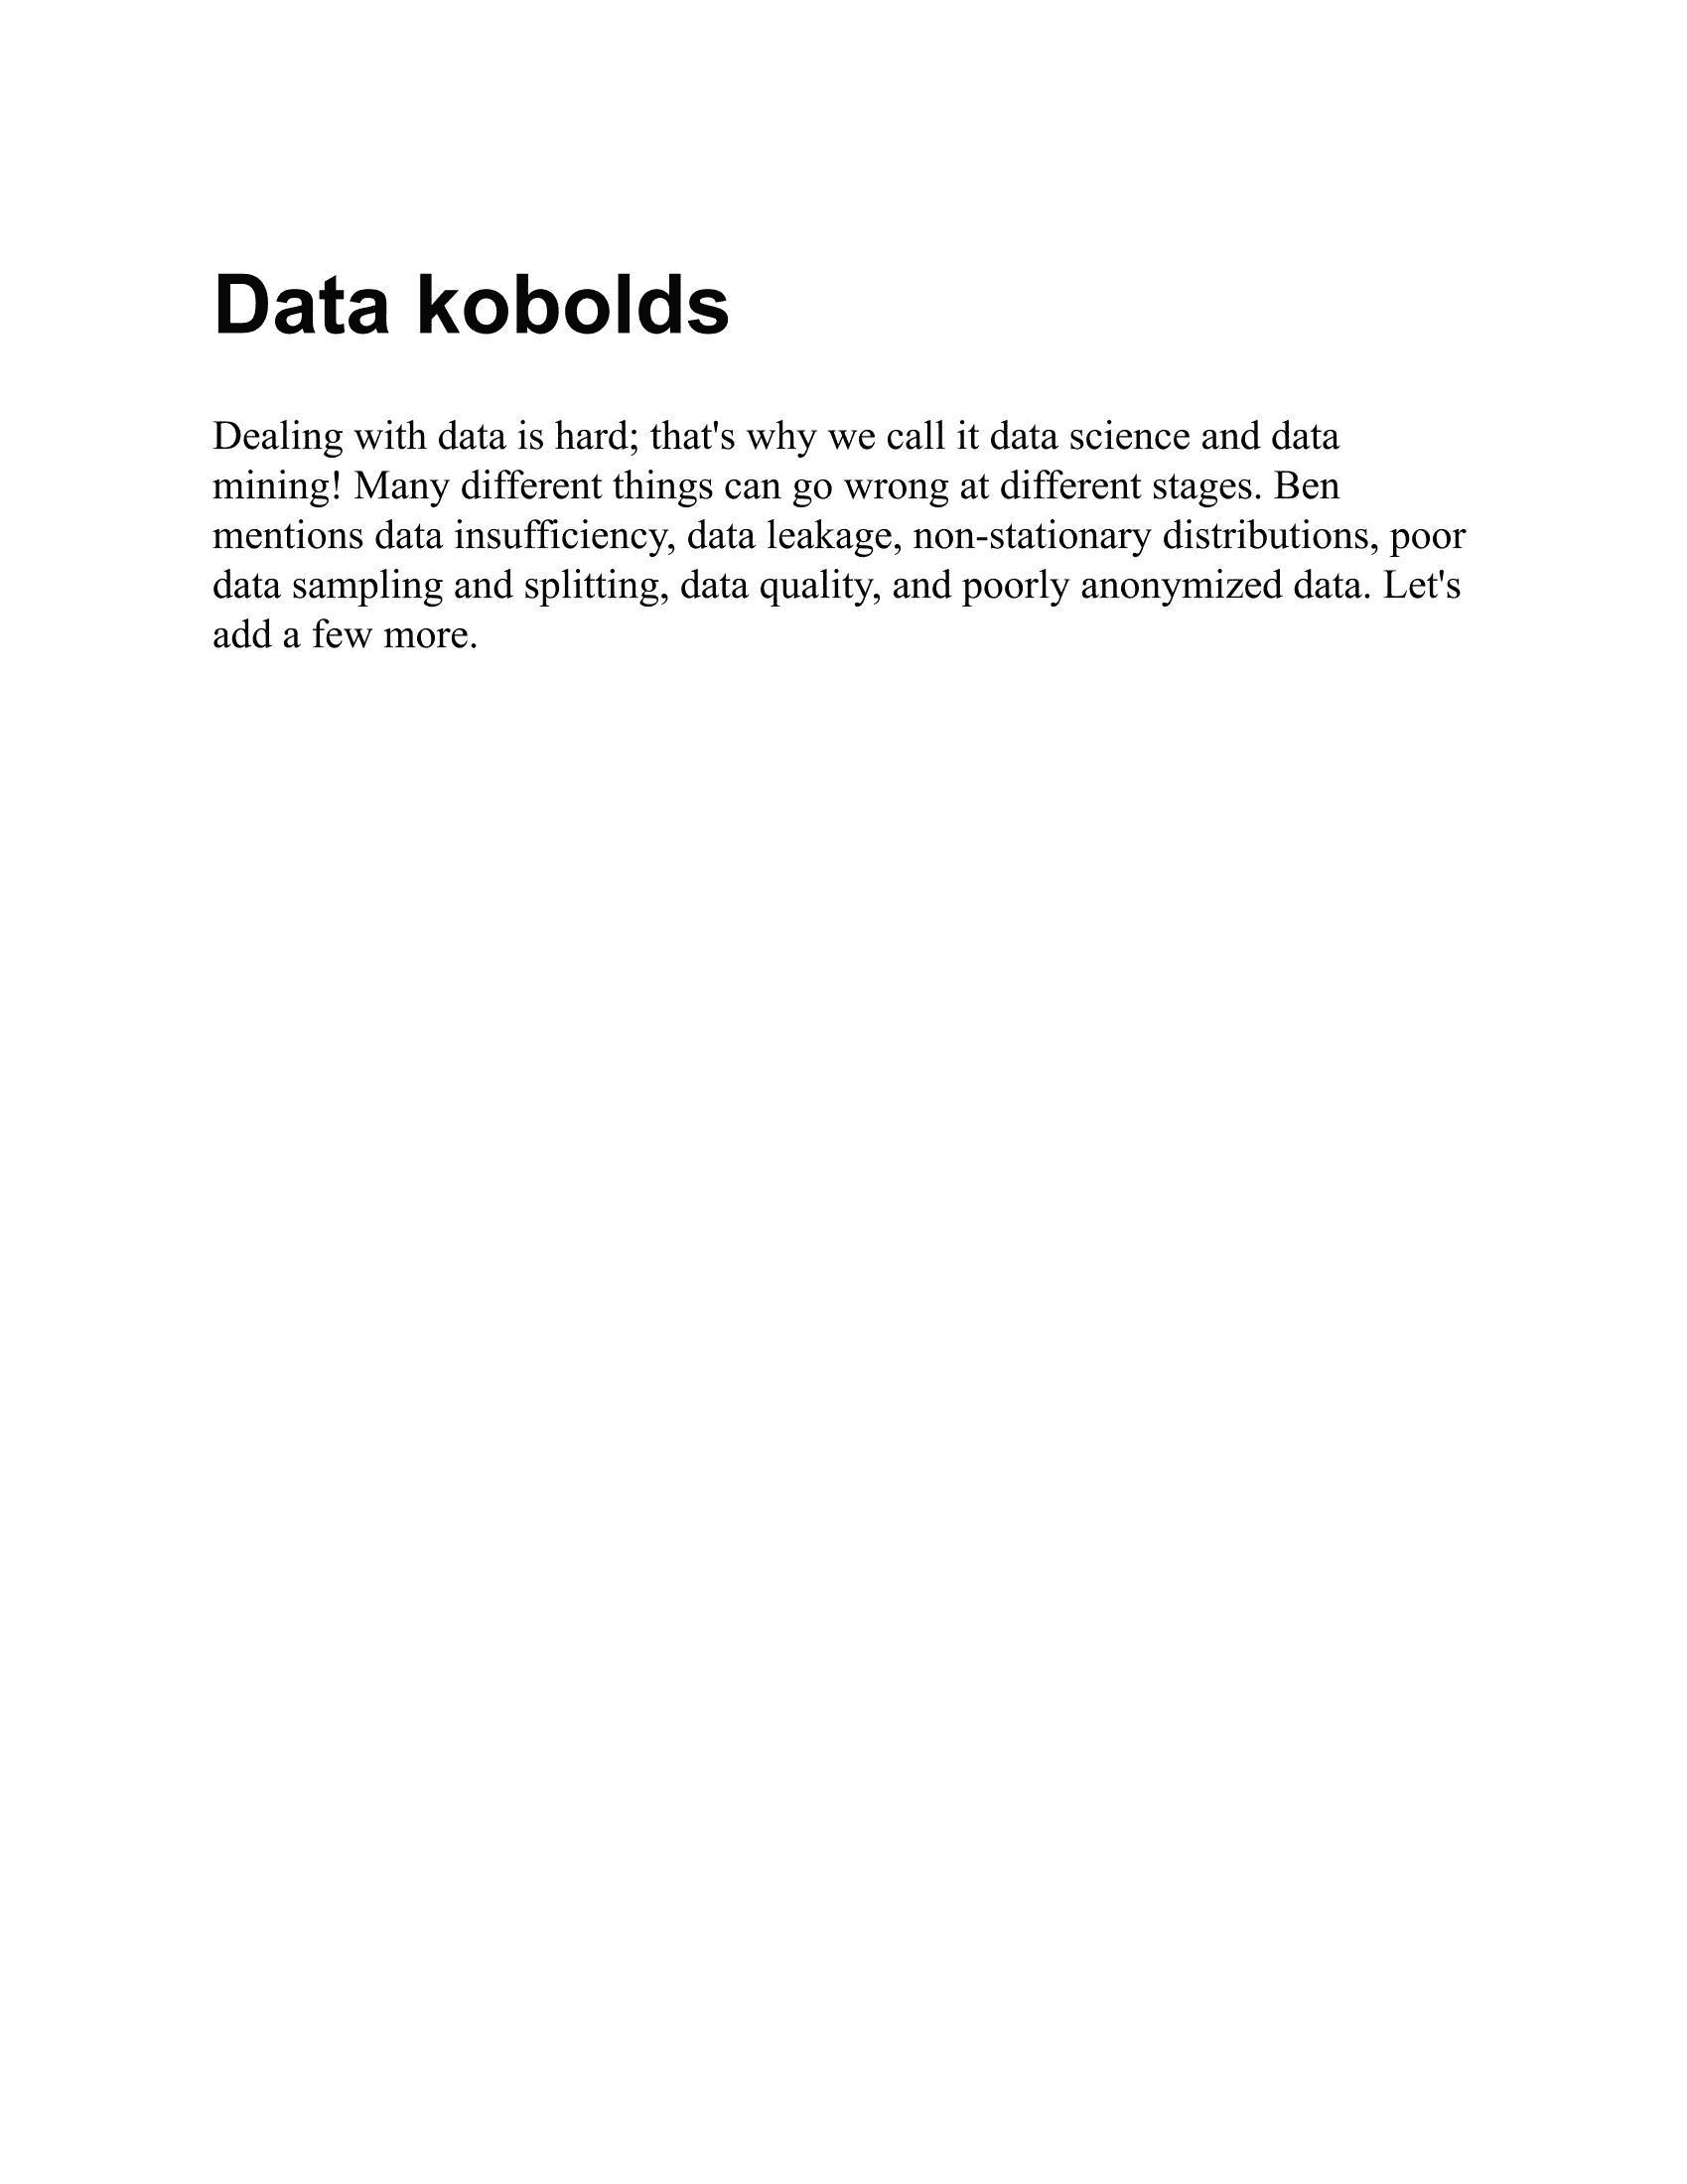 Data kobolds
Dealing with data is hard; that's why we call it data science and data
mining! Many different things can go wrong at different stages. Ben
mentions data insufficiency, data leakage, non-stationary distributions, poor
data sampling and splitting, data quality, and poorly anonymized data. Let's
add a few more.